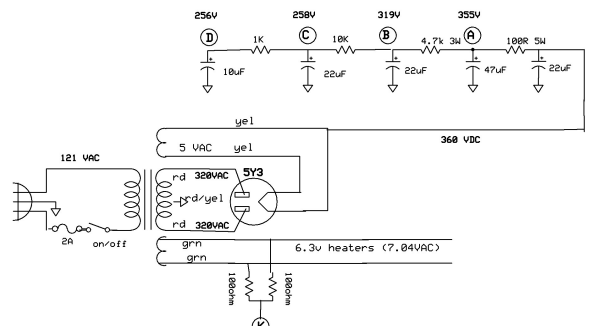 256V 258V 319V 355V
D C B A
1K 10K 4.7k 3W 100R 5W
+ + + + +
10uF 22uF 22uF 47uF 22uF
yel
360 VDC
5 VAC yel
121 VAC
5Y3
rd 320VAC
rd/yel
rd 320VAC
2A on/off
grn
6.3v heaters (7.04VAC)
grn
100ohm 100ohm
K